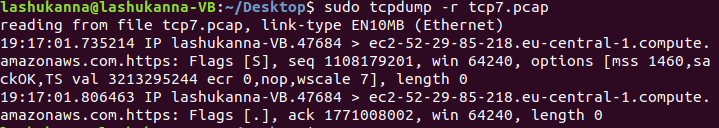 lashukanna@lashukanna-VB:~/Desktop$ sudo tcpdump -r tcp7.pcap
reading from file tcp7.pcap, link-type EN10MB (Ethernet)
19:17:01.735214 IP lashukanna-VB.47684 > ec2-52-29-85-218.eu-central-1.compute.
amazonaws.com.https: Flags [S], seq 1108179201, win 64240, options [mss 1460,sa
ckOK,TS val 3213295244 ecr 0,nop,wscale 7], length 0
19:17:01.806463 IP lashukanna-VB.47684 > ec2-52-29-85-218.eu-central-1.compute.
amazonaws.com.https: Flags [.], ack 1771008002, win 64240, length 0